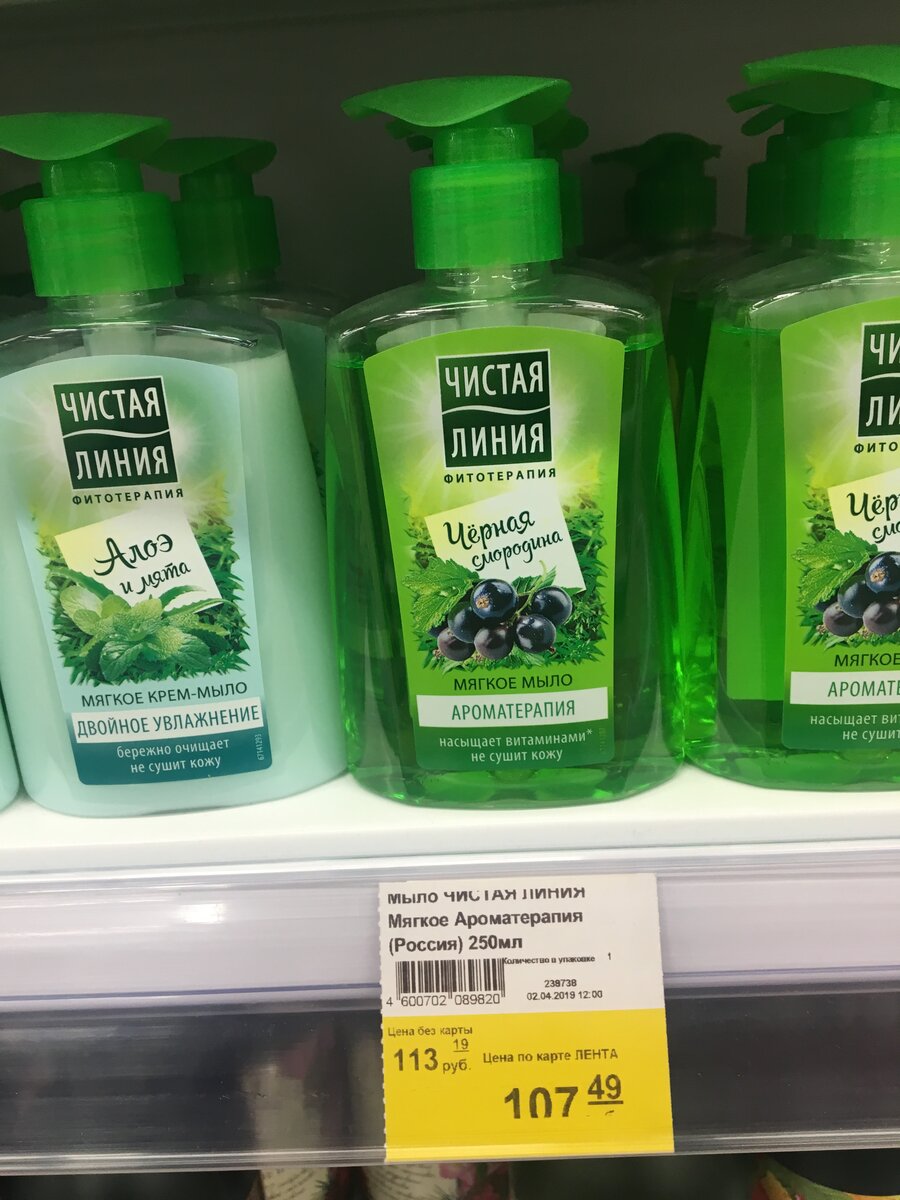 ЧИСТАЯ
ЛИНИЯ
ФИТОТЕРАПИЯ
Алоэ
и мята
МЯГКОЕ КРЕМ-МЫЛО
ДВОЙНОЕ УВЛАЖНЕНИЕ
бережно очищает
не сушит кожу
ЧИСТАЯ
ЛИНИЯ
ФИТОТЕРАПИЯ
Чёрная
смородина
МЯГКОЕ МЫЛО
АРОМАТЕРАПИЯ
насыщает витаминами*
не сушит кожу
ЧИ
ЛИ
ФИТО
Чёр
смо
МЯГКОЕ
АРОМАТЕ
насыщает вит
не сушит
Мыло ЧИСТАЯ ЛИНИЯ
Мягкое Ароматерапия
(Россия) 250мл
Количество в упаковке 1
238738
4 600702 089820
02.04.2019 12:00
Цена без карты
113 19 руб.
Цена по карте ЛЕНТА
107 49